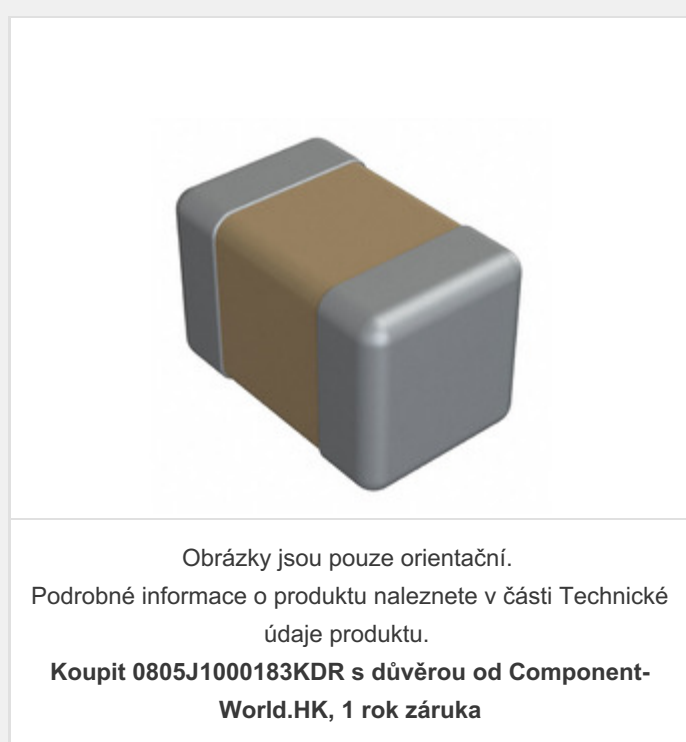 Obrázky jsou pouze orientační.
Podrobné informace o produktu naleznete v části Technické
údaje produktu.
Koupit 0805J1000183KDR s důvěrou od Component-
World.HK, 1 rok záruka